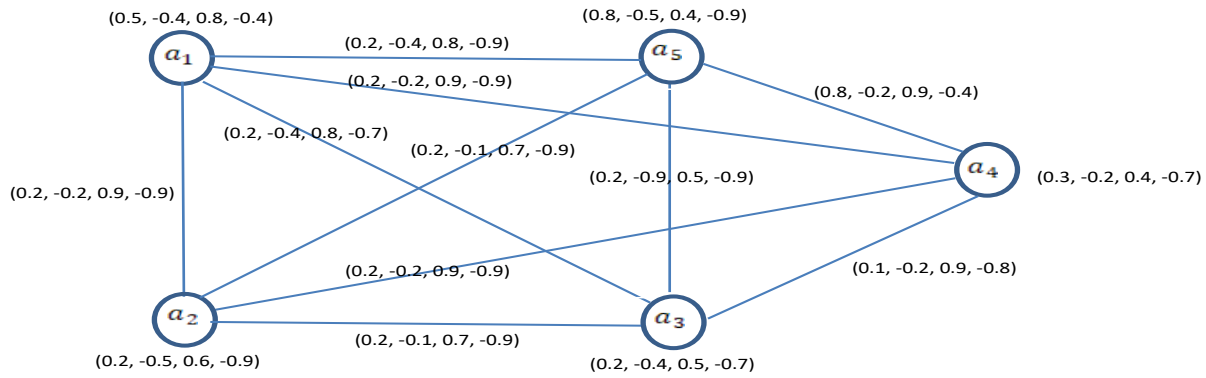 (0.5, -0.4, 0.8, -0.4)
(0.8, -0.5, 0.4, -0.9)
a₁
(0.2, -0.4, 0.8, -0.9)
a₅
(0.2, -0.2, 0.9, -0.9)
(0.8, -0.2, 0.9, -0.4)
(0.2, -0.4, 0.8, -0.7)
(0.2, -0.1, 0.7, -0.9)
(0.2, -0.2, 0.9, -0.9)
(0.2, -0.9, 0.5, -0.9)
a₄
(0.3, -0.2, 0.4, -0.7)
(0.2, -0.2, 0.9, -0.9)
(0.1, -0.2, 0.9, -0.8)
a₂
a₃
(0.2, -0.1, 0.7, -0.9)
(0.2, -0.5, 0.6, -0.9)
(0.2, -0.4, 0.5, -0.7)